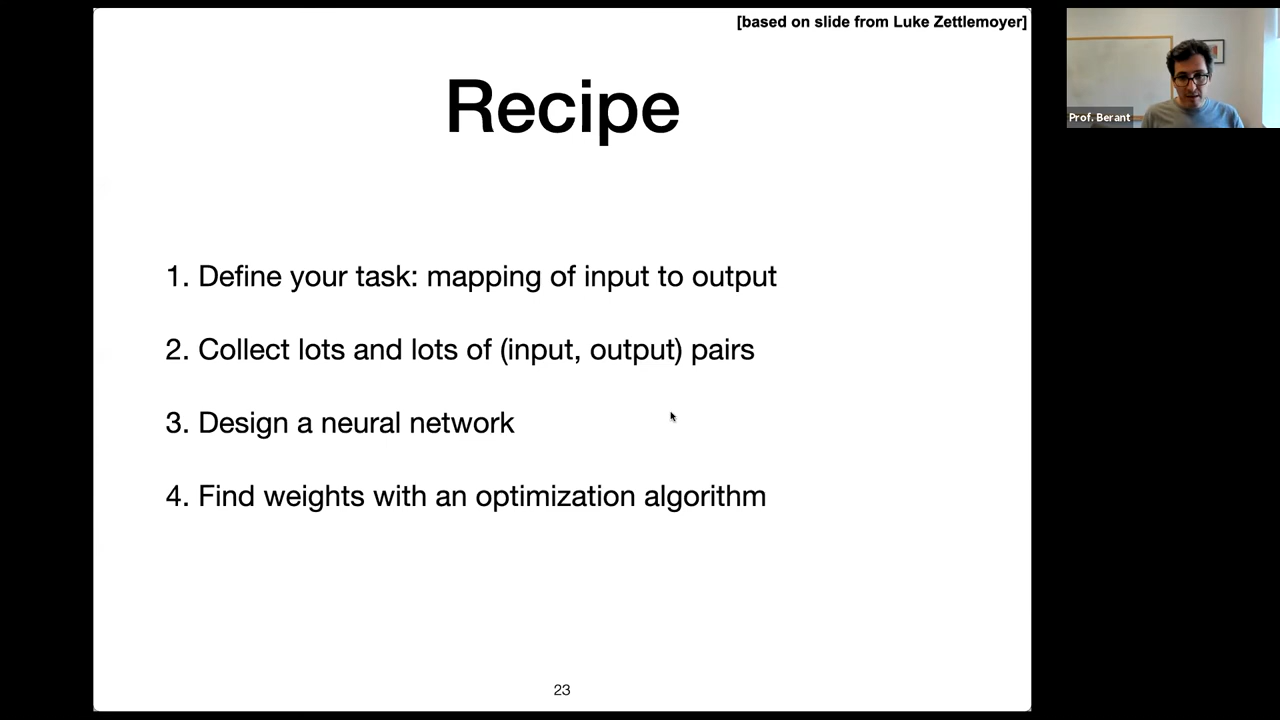 [based on slide from Luke Zettlemoyer]
Recipe
1. Define your task: mapping of input to output
2. Collect lots and lots of (input, output) pairs
3. Design a neural network
4. Find weights with an optimization algorithm
23
Prof. Berant